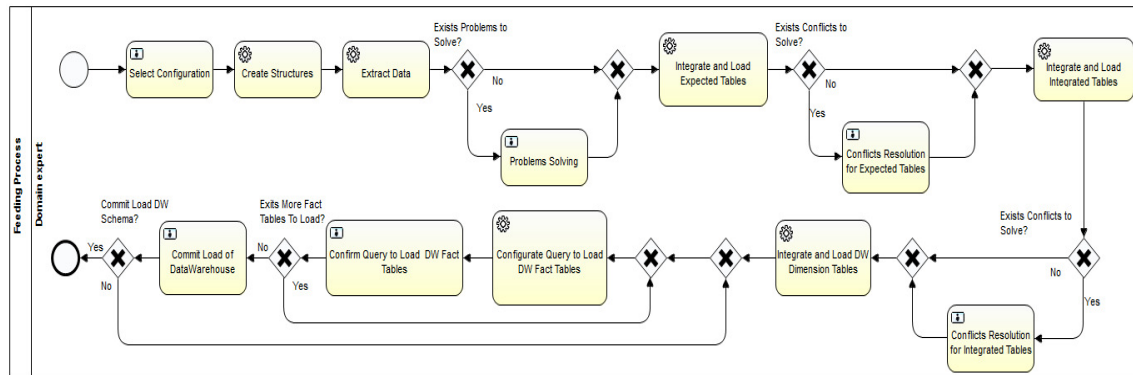 Feeding Process
Domain expert
Select Configuration
Create Structures
Extract Data
Exists Problems to
Solve?
No
Yes
Problems Solving
Integrate and Load
Expected Tables
Exists Conflicts to
Solve?
No
Yes
Conflicts Resolution
for Expected Tables
Integrate and Load
Integrated Tables
Exists Conflicts to
Solve?
No
Yes
Conflicts Resolution
for Integrated Tables
Integrate and Load DW
Dimension Tables
Configurate Query to Load
DW Fact Tables
Confirm Query to Load DW Fact
Tables
Exits More Fact
Tables To Load?
No
Yes
Commit Load of
DataWarehouse
Commit Load DW
Schema?
Yes
No